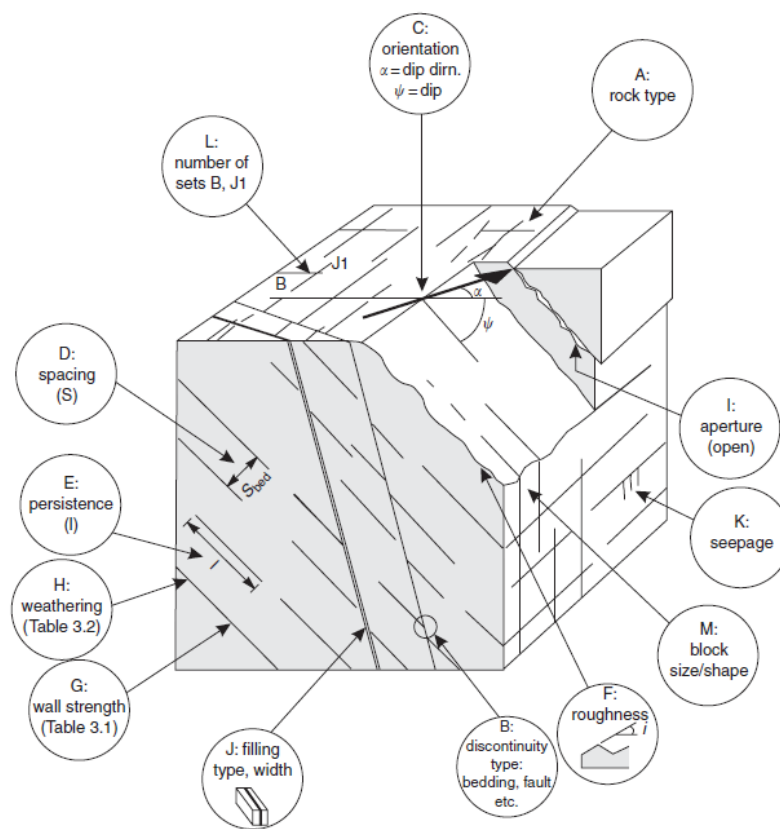 C:
orientation
α = dip dirn.
ψ = dip
A:
rock type
L:
number of
sets B, J1
J1
B
α
ψ
D:
spacing
(S)
S_bed
I:
aperture
(open)
E:
persistence
(I)
l
K:
seepage
H:
weathering
(Table 3.2)
M:
block
size/shape
G:
wall strength
(Table 3.1)
F:
roughness
i
J: filling
type, width
B:
discontinuity
type:
bedding, fault
etc.